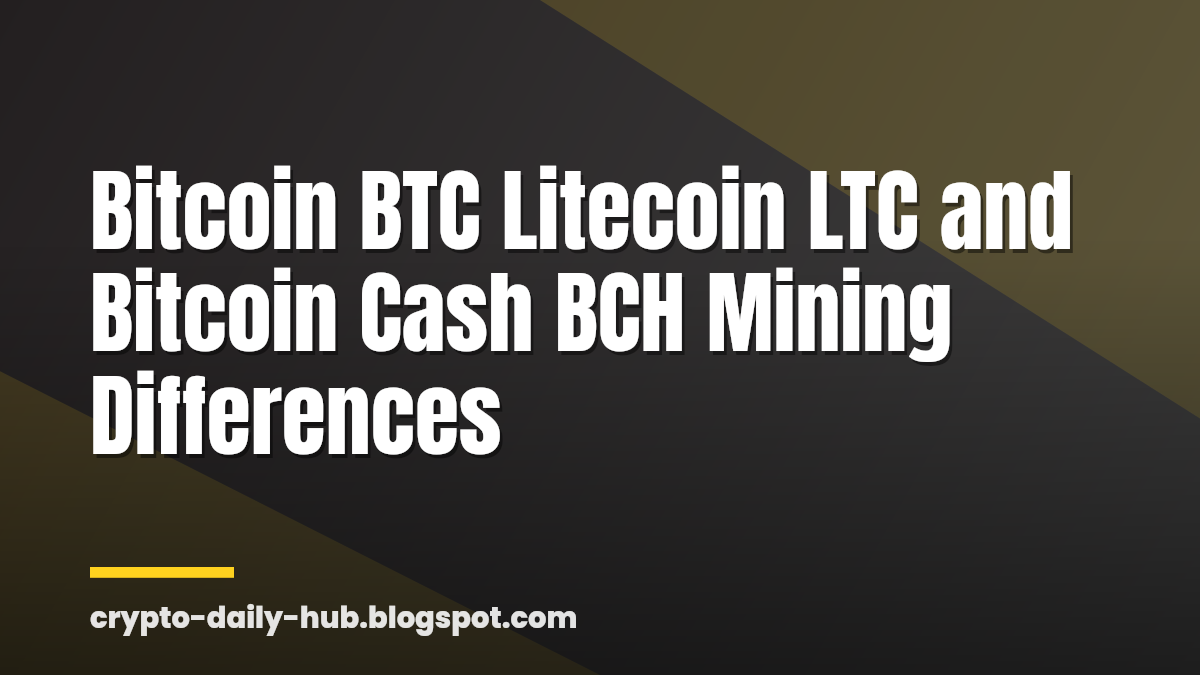 Bitcoin BTC Litecoin LTC and
Bitcoin Cash BCH Mining
Differences
crypto-daily-hub.blogspot.com